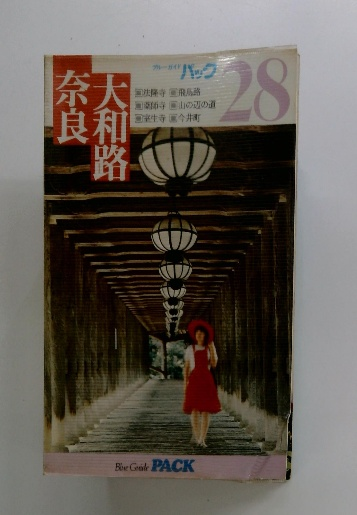 ブルーガイド パック
28
大和路
奈良
法隆寺 飛鳥路
薬師寺 山の辺の道
室生寺 今井町
Blue Guide PACK